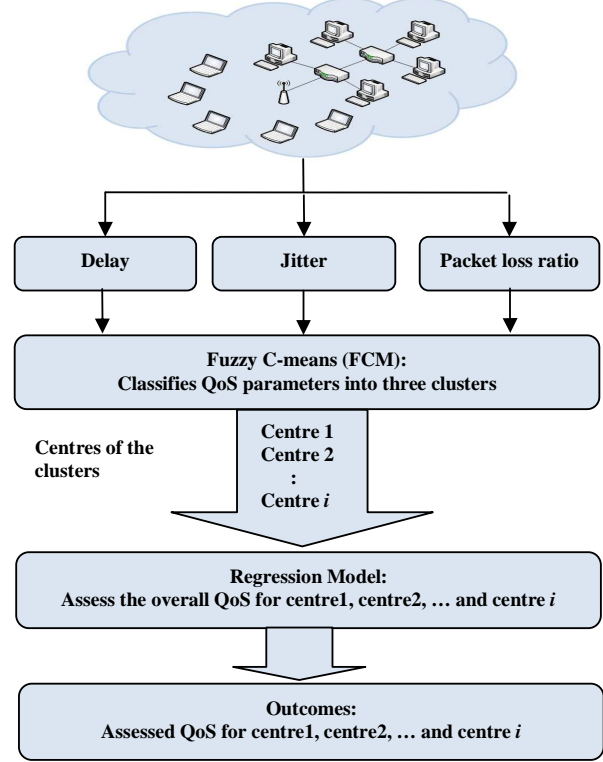 Delay
Jitter
Packet loss ratio
Fuzzy C-means (FCM):
Classifies QoS parameters into three clusters
Centres of the
clusters
Centre 1
Centre 2
:
Centre i
Regression Model:
Assess the overall QoS for centre1, centre2, … and centre i
Outcomes:
Assessed QoS for centre1, centre2, … and centre i